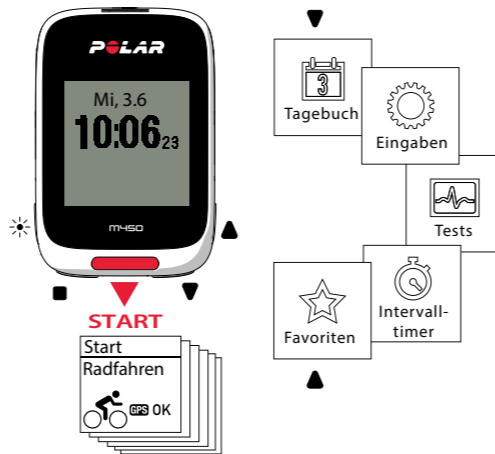 POLAR
Mi, 3.6
10:06 23
M450
START
Start
Radfahren
GPS OK
3
Tagebuch
Eingaben
Tests
Intervall-
timer
Favoriten